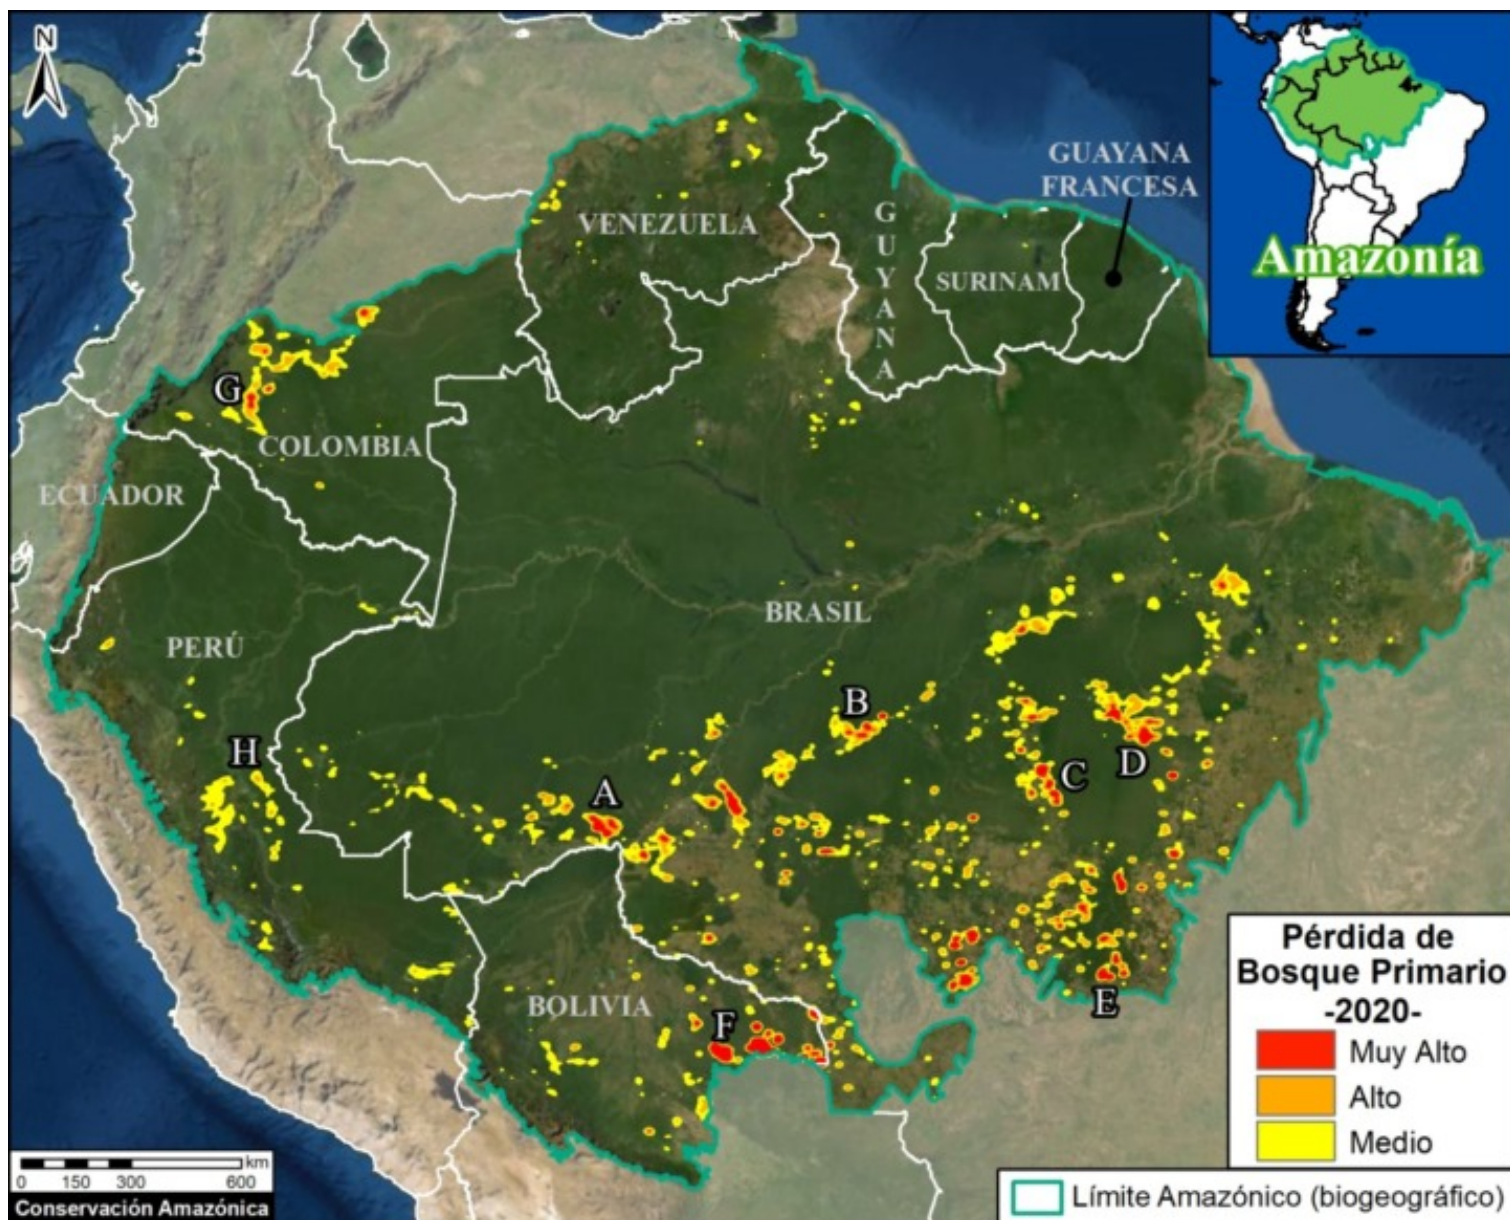 N
GUAYANA
FRANCESA
VENEZUELA
GUYANA
SURINAM
Amazonía
G
COLOMBIA
ECUADOR
BRASIL
PERÚ
B
H
C
D
A
BOLIVIA
F
E
Pérdida de
Bosque Primario
-2020-
Muy Alto
Alto
Medio
km
0 150 300 600
Conservación Amazónica
Límite Amazónico (biogeográfico)